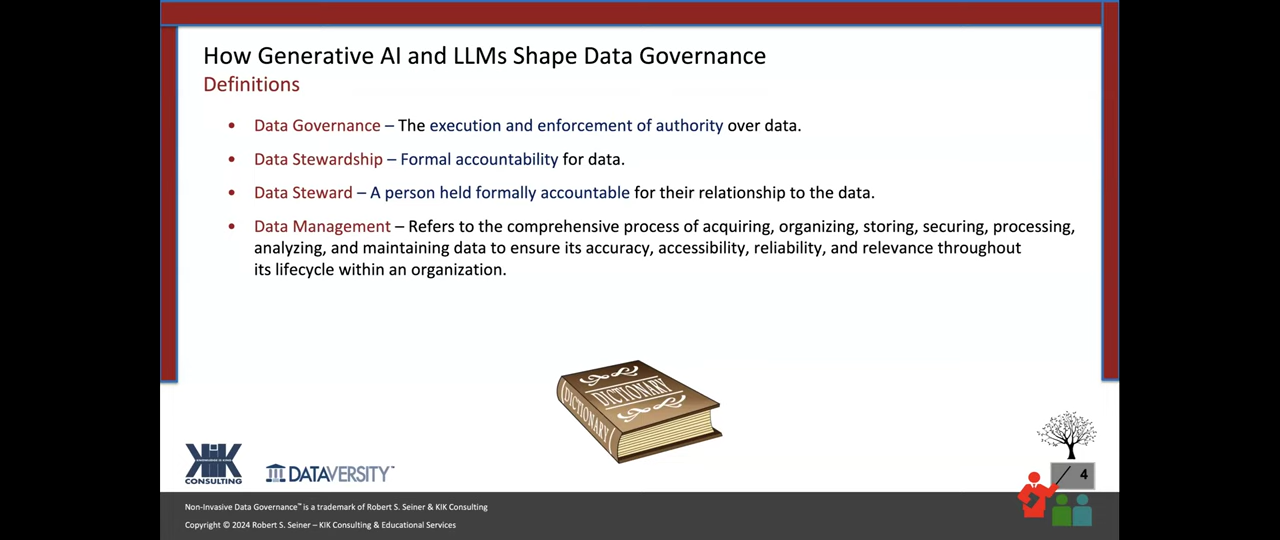 How Generative AI and LLMs Shape Data Governance
Definitions
• Data Governance – The execution and enforcement of authority over data.
• Data Stewardship – Formal accountability for data.
• Data Steward – A person held formally accountable for their relationship to the data.
• Data Management – Refers to the comprehensive process of acquiring, organizing, storing, securing, processing,
analyzing, and maintaining data to ensure its accuracy, accessibility, reliability, and relevance throughout
its lifecycle within an organization.
DICTIONARY
DICTIONARY
KIK
CONSULTING
DATAVERSITY™
4
Non-Invasive Data Governance™ is a trademark of Robert S. Seiner & KIK Consulting
Copyright © 2024 Robert S. Seiner – KIK Consulting & Educational Services